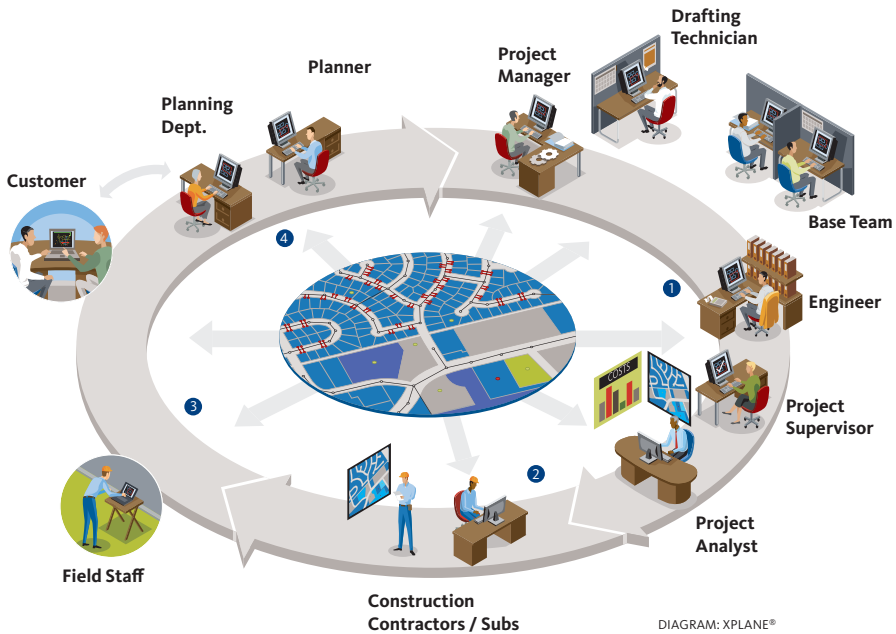 Drafting
Technician
Project
Manager
Planner
Planning
Dept.
Customer
Base Team
4
1
Engineer
COSTS
3
Project
Supervisor
2
Project
Analyst
Field Staff
Construction
Contractors / Subs
DIAGRAM: XPLANE®